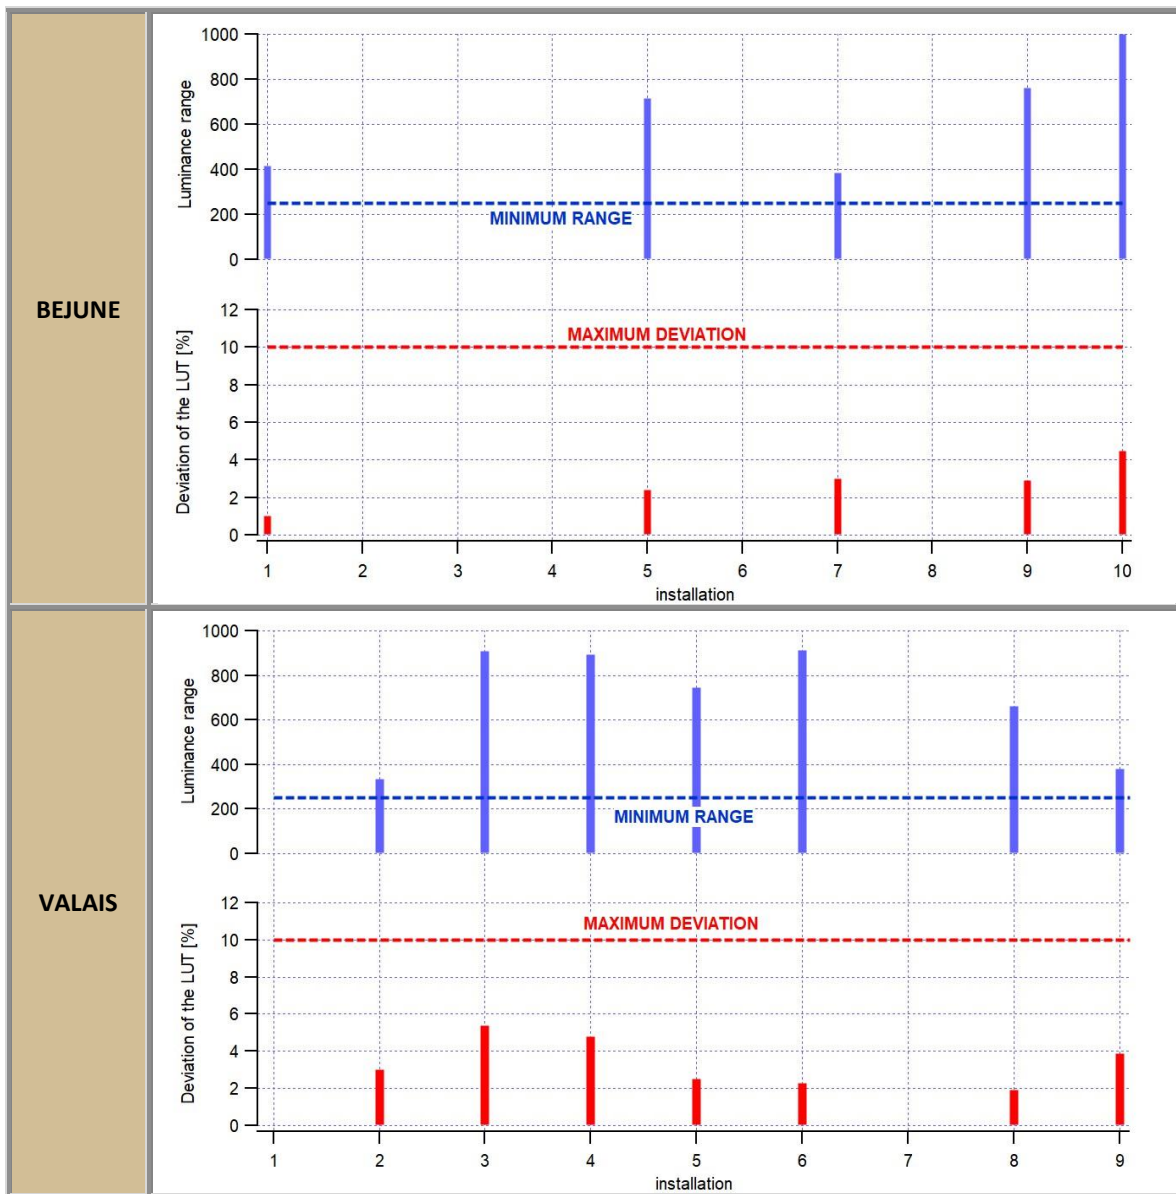 BEJUNE
Luminance range
1000
800
600
400
200
0
MINIMUM RANGE
Deviation of the LUT [%]
12
10
8
6
4
2
0
MAXIMUM DEVIATION
1 2 3 4 5 6 7 8 9 10
installation
VALAIS
Luminance range
1000
800
600
400
200
0
MINIMUM RANGE
Deviation of the LUT [%]
12
10
8
6
4
2
0
MAXIMUM DEVIATION
1 2 3 4 5 6 7 8 9
installation